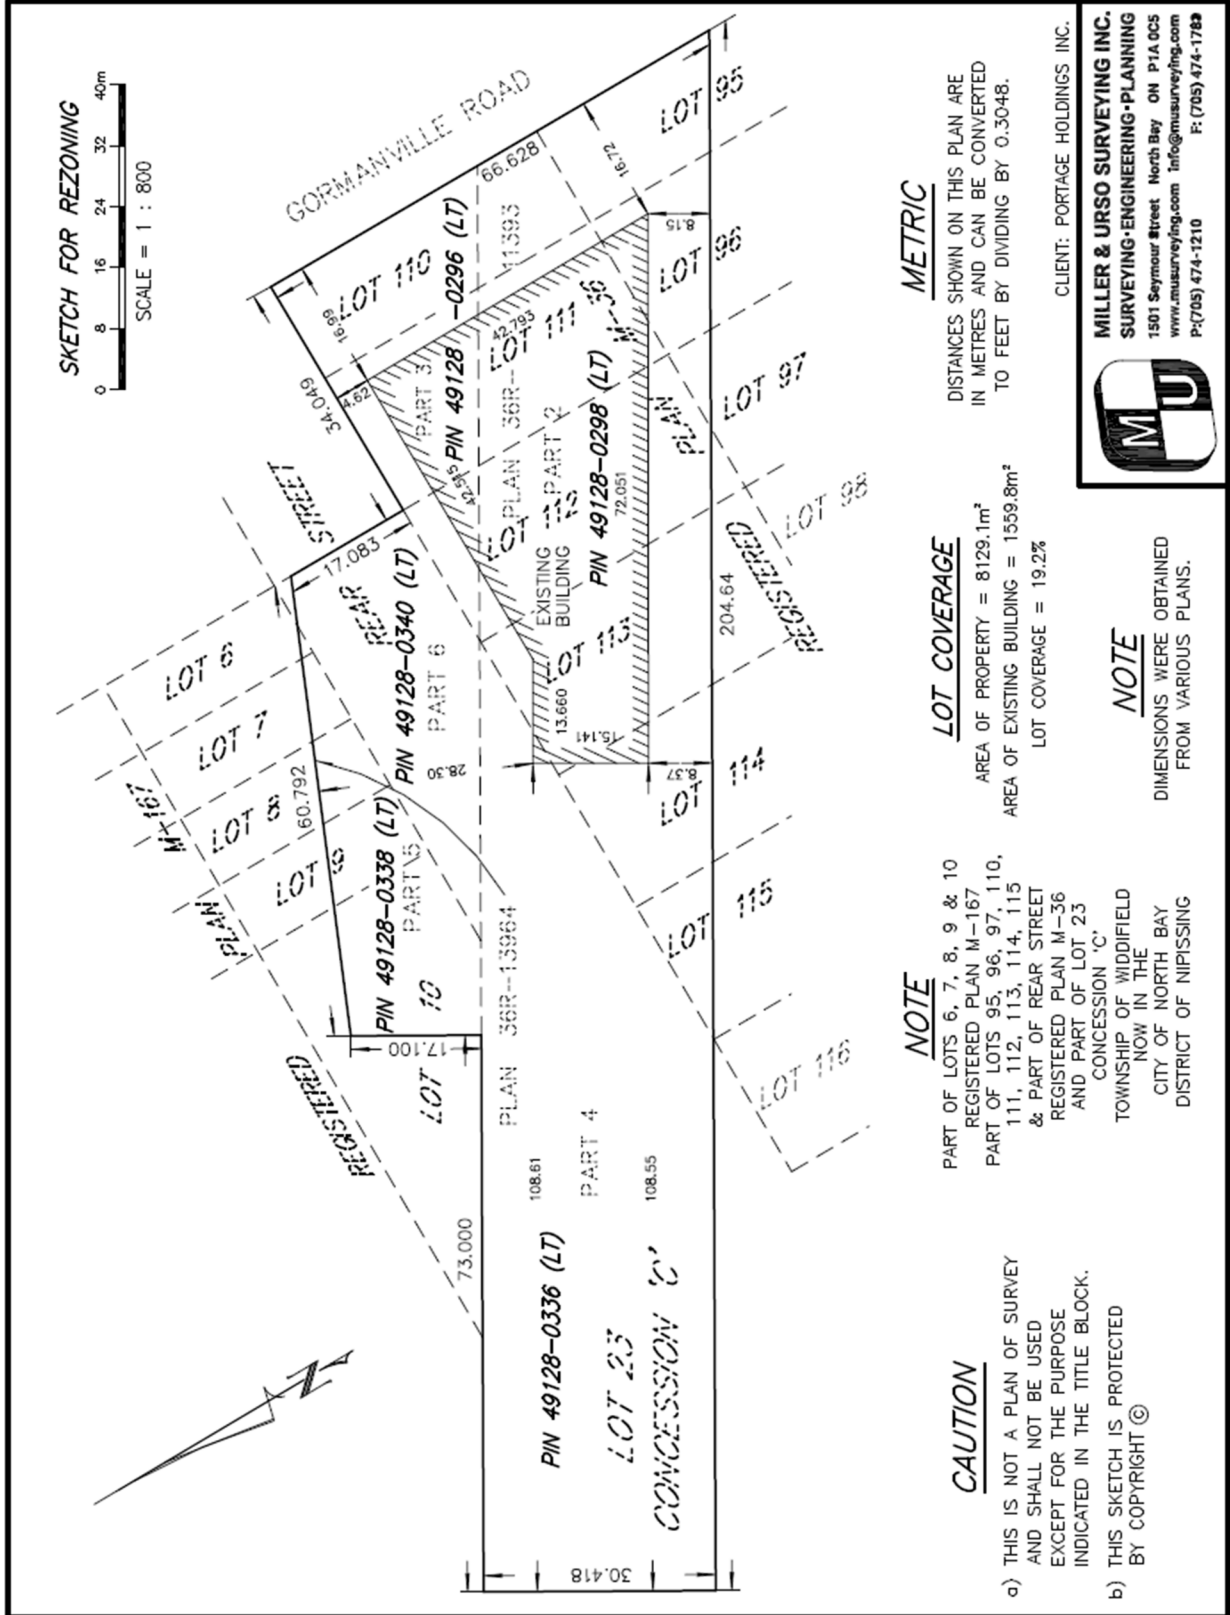 SKETCH FOR REZONING
0 8 16 24 32 40m
SCALE = 1 : 800
GORMANVILLE ROAD
66.628
34.049
16.99
4.62
16.72
8.15
LOT 110
LOT 95
LOT 96
LOT 97
LOT 98
PIN 49128-0296 (LT)
PART 3
PLAN 36R-11393
42.793
LOT 111
M-36
PLAN
REGISTERED
LOT 112
PART 2
PIN 49128-0298 (LT)
72.051
EXISTING
BUILDING
LOT 113
13.660
15.141
8.37
28.30
204.64
STREET
REAR
17.083
PIN 49128-0340 (LT)
PART 6
LOT 6
LOT 7
LOT 8
LOT 9
M-167
PLAN
REGISTERED
60.792
PIN 49128-0338 (LT)
PART 5
LOT 10
17.100
PLAN 36R-13964
LOT 114
LOT 115
LOT 116
73.000
108.61
PART 4
108.55
PIN 49128-0336 (LT)
LOT 23
CONCESSION 'C'
30.418
N
CAUTION
a) THIS IS NOT A PLAN OF SURVEY
AND SHALL NOT BE USED
EXCEPT FOR THE PURPOSE
INDICATED IN THE TITLE BLOCK.
b) THIS SKETCH IS PROTECTED
BY COPYRIGHT ©
NOTE
PART OF LOTS 6, 7, 8, 9 & 10
REGISTERED PLAN M-167
PART OF LOTS 95, 96, 97, 110,
111, 112, 113, 114, 115
& PART OF REAR STREET
REGISTERED PLAN M-36
AND PART OF LOT 23
CONCESSION 'C'
TOWNSHIP OF WIDDIFIELD
NOW IN THE
CITY OF NORTH BAY
DISTRICT OF NIPISSING
LOT COVERAGE
AREA OF PROPERTY = 8129.1m²
AREA OF EXISTING BUILDING = 1559.8m²
LOT COVERAGE = 19.2%
NOTE
DIMENSIONS WERE OBTAINED
FROM VARIOUS PLANS.
METRIC
DISTANCES SHOWN ON THIS PLAN ARE
IN METRES AND CAN BE CONVERTED
TO FEET BY DIVIDING BY 0.3048.
CLIENT: PORTAGE HOLDINGS INC.
MU
MILLER & URSO SURVEYING INC.
SURVEYING·ENGINEERING·PLANNING
1501 Seymour Street North Bay ON P1A 0C5
www.musurveying.com info@musurveying.com
P:(705) 474-1210 F: (705) 474-1783